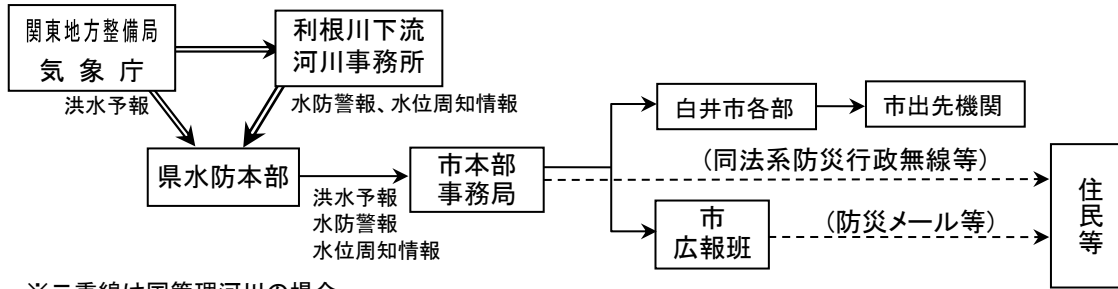 関東地方整備局
気象庁
利根川下流
河川事務所
洪水予報
水防警報、水位周知情報
白井市各部
市出先機関
県水防本部
市本部
事務局
(同法系防災行政無線等)
洪水予報
水防警報
水位周知情報
市
広報班
(防災メール等)
住民等
※二重線は国管理河川の場合